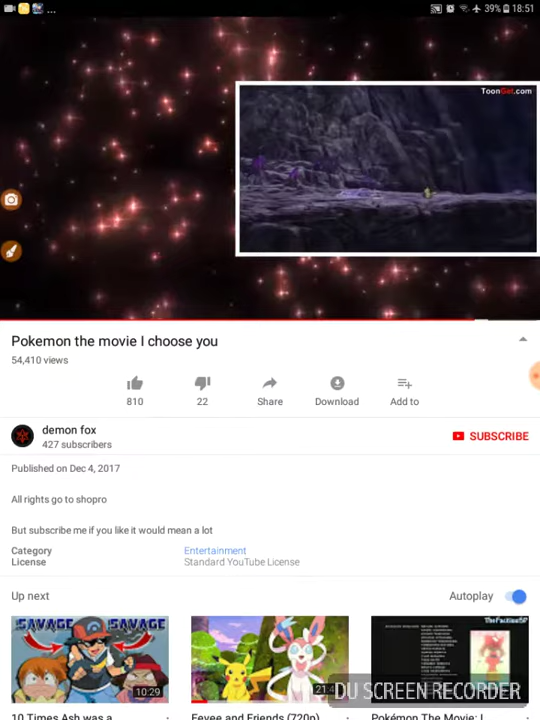 ... 39% 18:51
ToonGet.com
Pokemon the movie I choose you
54,410 views
810 22 Share Download Add to
demon fox
427 subscribers
SUBSCRIBE
Published on Dec 4, 2017
All rights go to shopro
But subscribe me if you like it would mean a lot
Category Entertainment
License Standard YouTube License
Up next Autoplay
SAVAGE SAVAGE
10:29
21:4
DU SCREEN RECORDER
10 Times Ash was a
Eevee and Friends (720p)
Pokémon The Movie: I